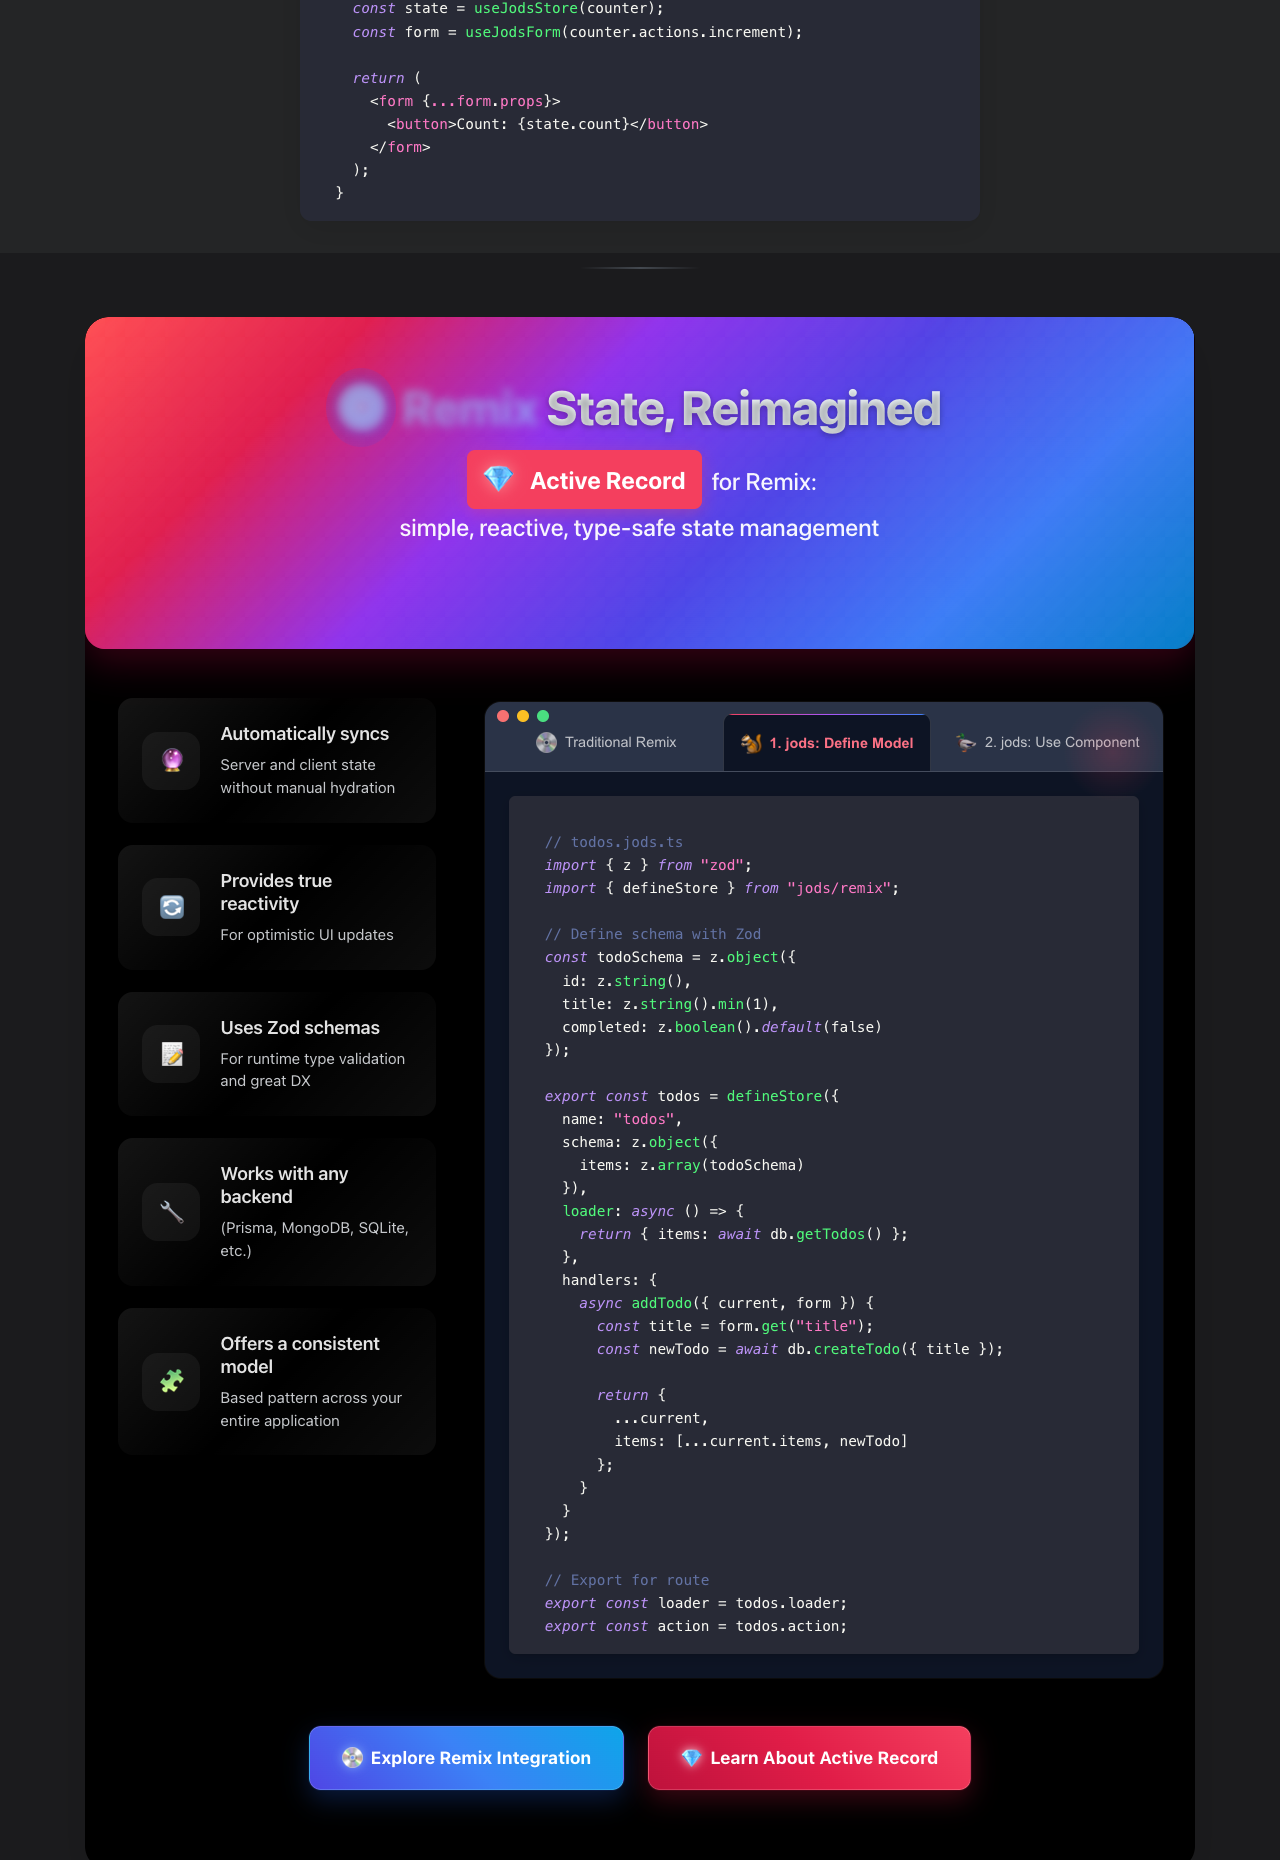 const state = useJodsStore(counter);
const form = useJodsForm(counter.actions.increment);
return (
<form {...form.props}>
<button>Count: {state.count}</button>
</form>
);
}
Remix State, Reimagined
Active Record for Remix:
simple, reactive, type-safe state management
Automatically syncs
Server and client state
without manual hydration
Provides true
reactivity
For optimistic UI updates
Uses Zod schemas
For runtime type validation
and great DX
Works with any
backend
(Prisma, MongoDB, SQLite,
etc.)
Offers a consistent
model
Based pattern across your
entire application
Traditional Remix
1. jods: Define Model
2. jods: Use Component
// todos.jods.ts
import { z } from "zod";
import { defineStore } from "jods/remix";
// Define schema with Zod
const todoSchema = z.object({
id: z.string(),
title: z.string().min(1),
completed: z.boolean().default(false)
});
export const todos = defineStore({
name: "todos",
schema: z.object({
items: z.array(todoSchema)
}),
loader: async () => {
return { items: await db.getTodos() };
},
handlers: {
async addTodo({ current, form }) {
const title = form.get("title");
const newTodo = await db.createTodo({ title });
return {
...current,
items: [...current.items, newTodo]
};
}
}
});
// Export for route
export const loader = todos.loader;
export const action = todos.action;
Explore Remix Integration
Learn About Active Record